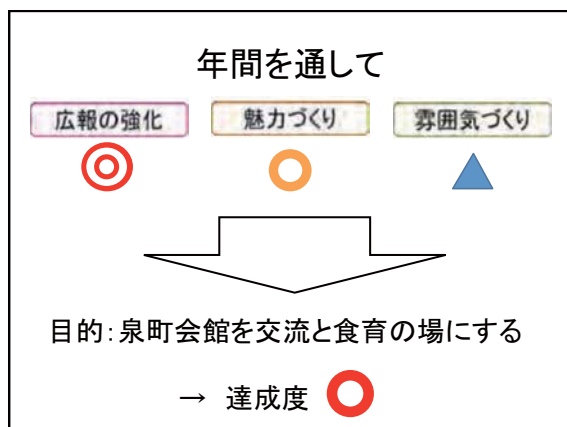 年間を通して
広報の強化 魅力づくり 雰囲気づくり
目的:泉町会館を交流と食育の場にする
→ 達成度